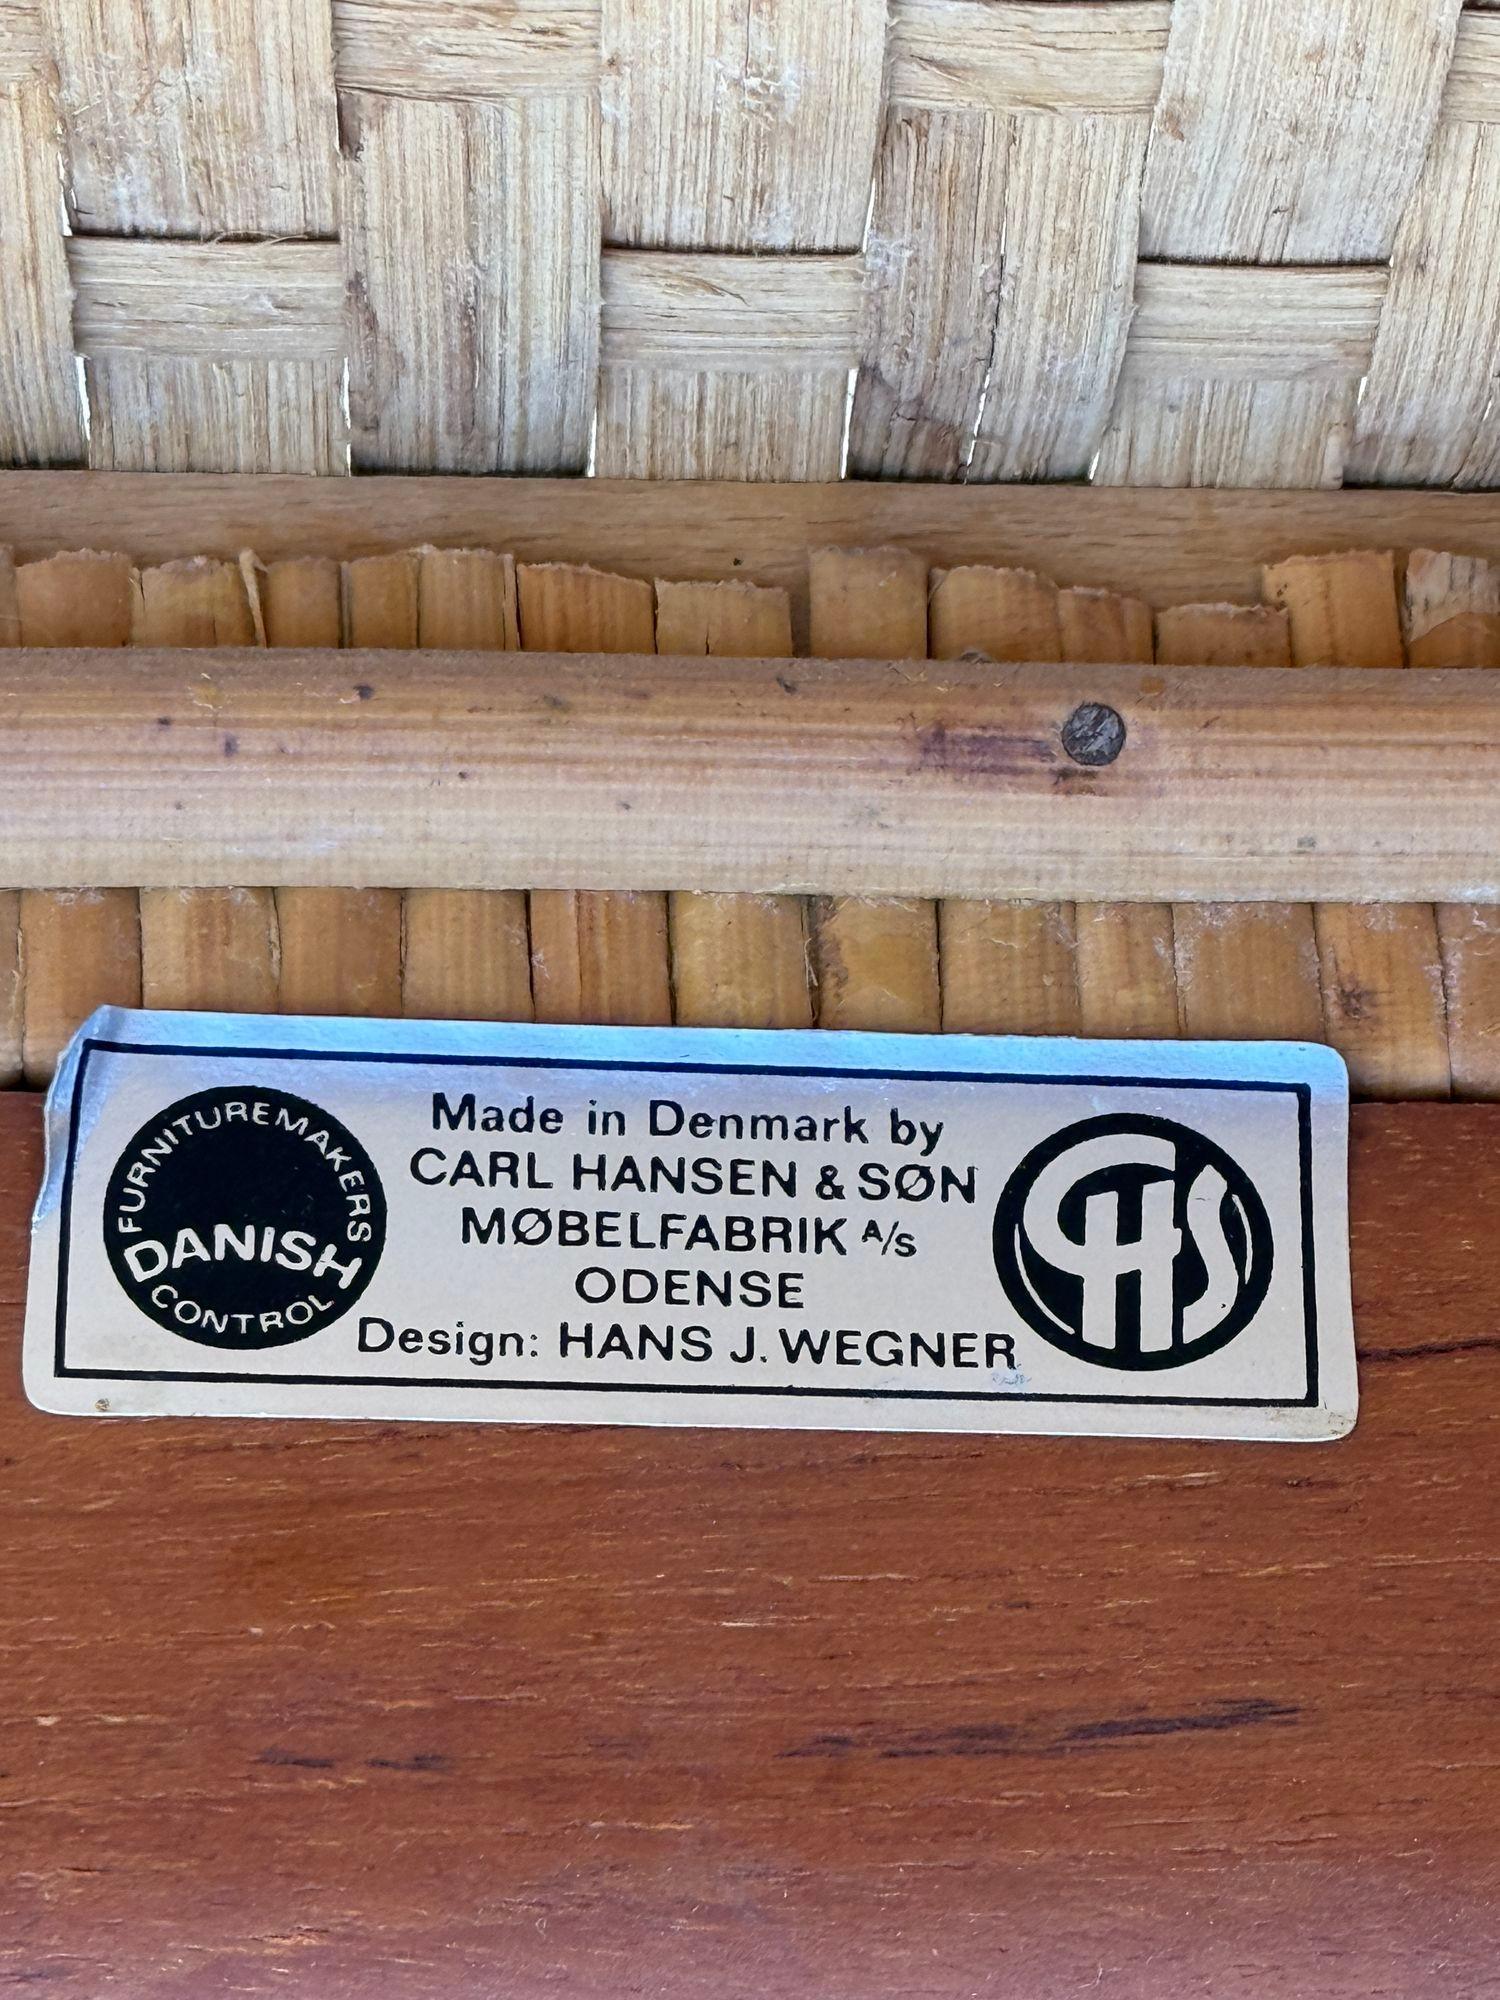 FURNITUREMAKERS
DANISH
CONTROL
Made in Denmark by
CARL HANSEN & SØN
MØBELFABRIK A/S
ODENSE
Design: HANS J. WEGNER
CHS